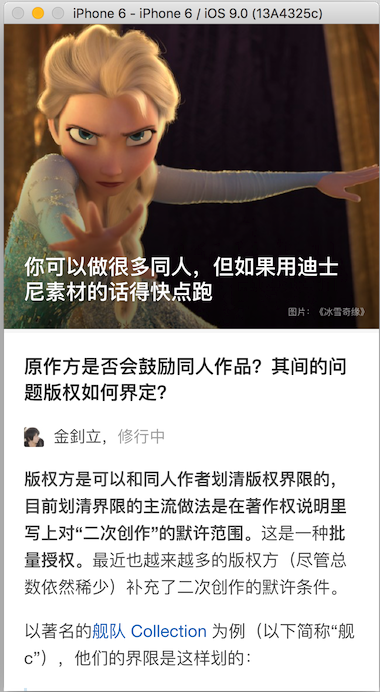 iPhone 6 - iPhone 6 / iOS 9.0 (13A4325c)
你可以做很多同人，但如果用迪士
尼素材的话得快点跑
图片：《冰雪奇缘》
原作方是否会鼓励同人作品？其间的问
题版权如何界定？
金钊立，修行中
版权方是可以和同人作者划清版权界限的，
目前划清界限的主流做法是在著作权说明里
写上对“二次创作”的默许范围。这是一种批
量授权。最近也越来越多的版权方（尽管总
数依然稀少）补充了二次创作的默许条件。
以著名的舰队 Collection 为例（以下简称“舰
c”），他们的界限是这样划的：